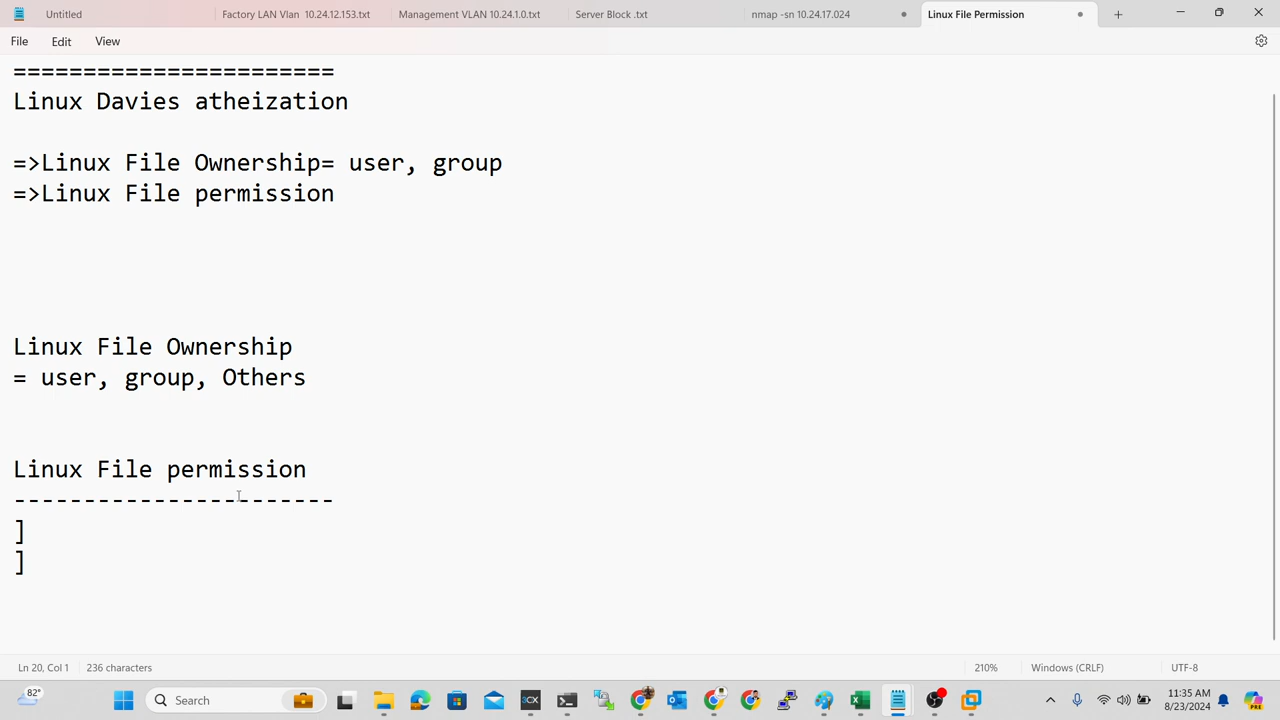 Untitled
Factory LAN Vlan 10.24.12.153.txt
Management VLAN 10.24.1.0.txt
Server Block .txt
nmap -sn 10.24.17.024
Linux File Permission
File Edit View
=======================
Linux Davies atheization
=>Linux File Ownership= user, group
=>Linux File permission
Linux File Ownership
= user, group, Others
Linux File permission
-----------------------
]
]
Ln 20, Col 1
236 characters
210%
Windows (CRLF)
UTF-8
82°
Search
1:35 AM
8/23/2024